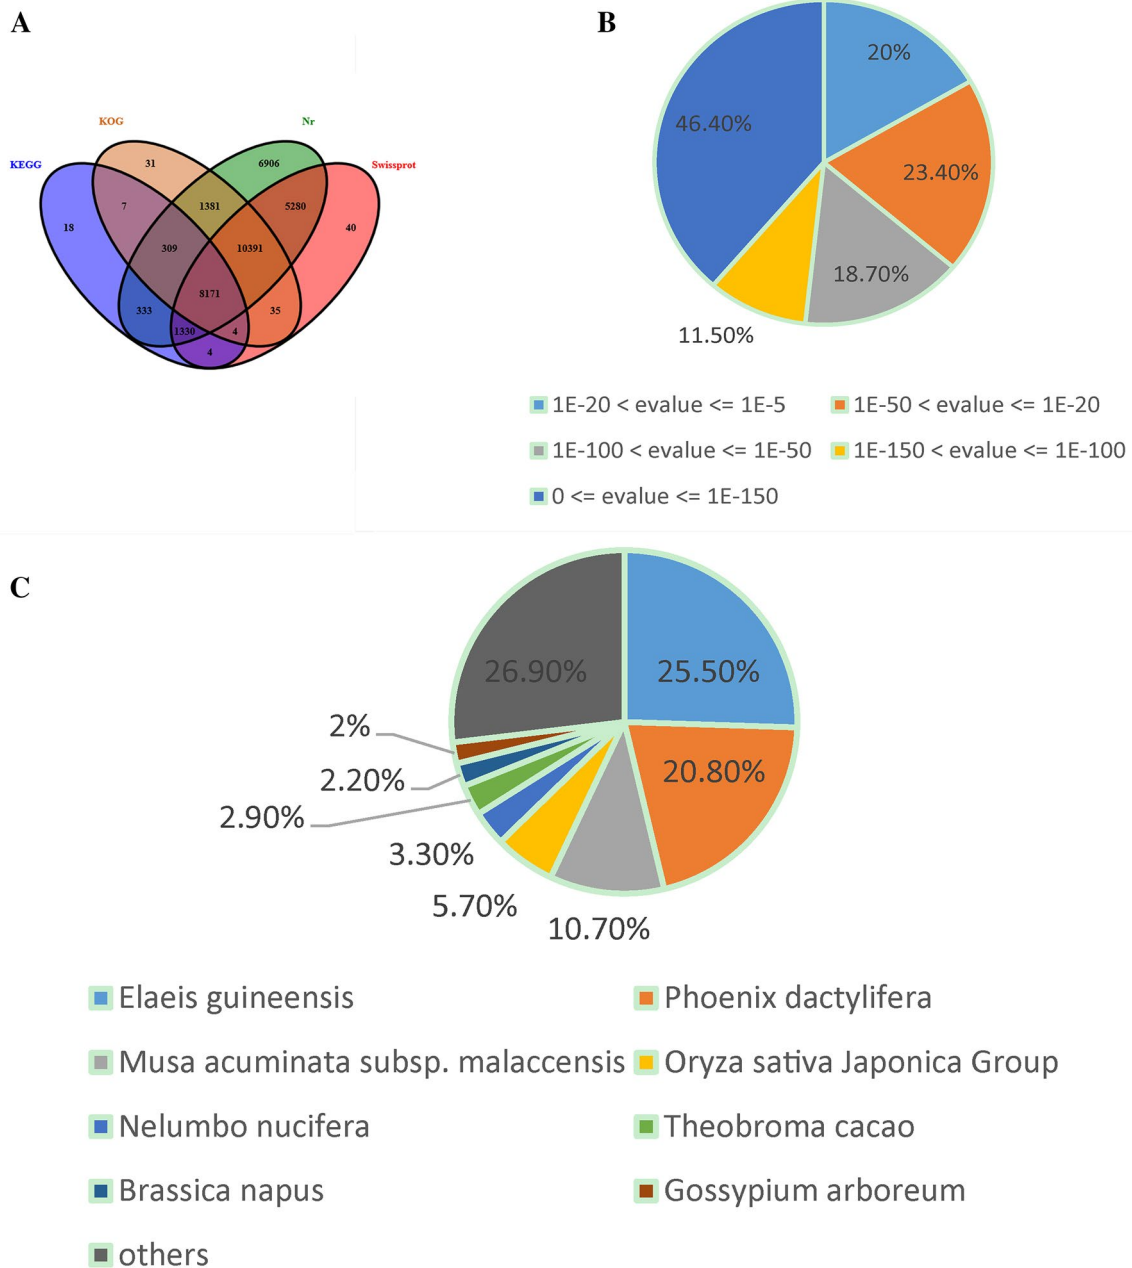 A
B
KOG
Nr
KEGG
Swissprot
31
6906
18
7
1381
5280
40
309
10391
8171
333
35
1330
4
4
20%
46.40%
23.40%
18.70%
11.50%
1E-20 < evalue <= 1E-5
1E-50 < evalue <= 1E-20
1E-100 < evalue <= 1E-50
1E-150 < evalue <= 1E-100
0 <= evalue <= 1E-150
C
26.90%
25.50%
2%
20.80%
2.20%
2.90%
3.30%
5.70%
10.70%
Elaeis guineensis
Phoenix dactylifera
Musa acuminata subsp. malaccensis
Oryza sativa Japonica Group
Nelumbo nucifera
Theobroma cacao
Brassica napus
Gossypium arboreum
others